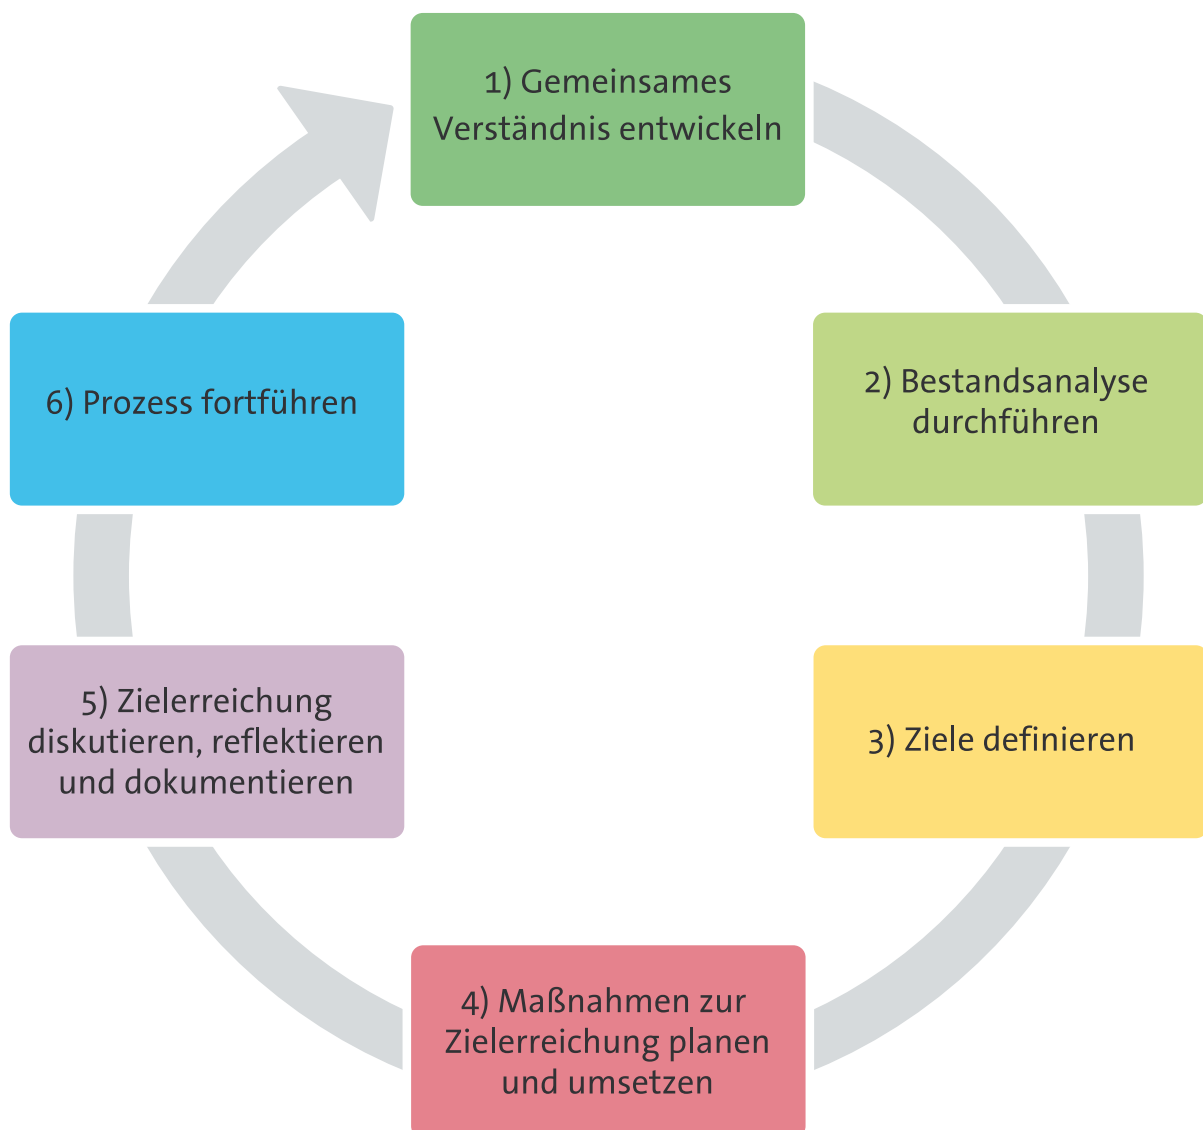 1) Gemeinsames
Verständnis entwickeln
2) Bestandsanalyse
durchführen
3) Ziele definieren
4) Maßnahmen zur
Zielerreichung planen
und umsetzen
5) Zielerreichung
diskutieren, reflektieren
und dokumentieren
6) Prozess fortführen